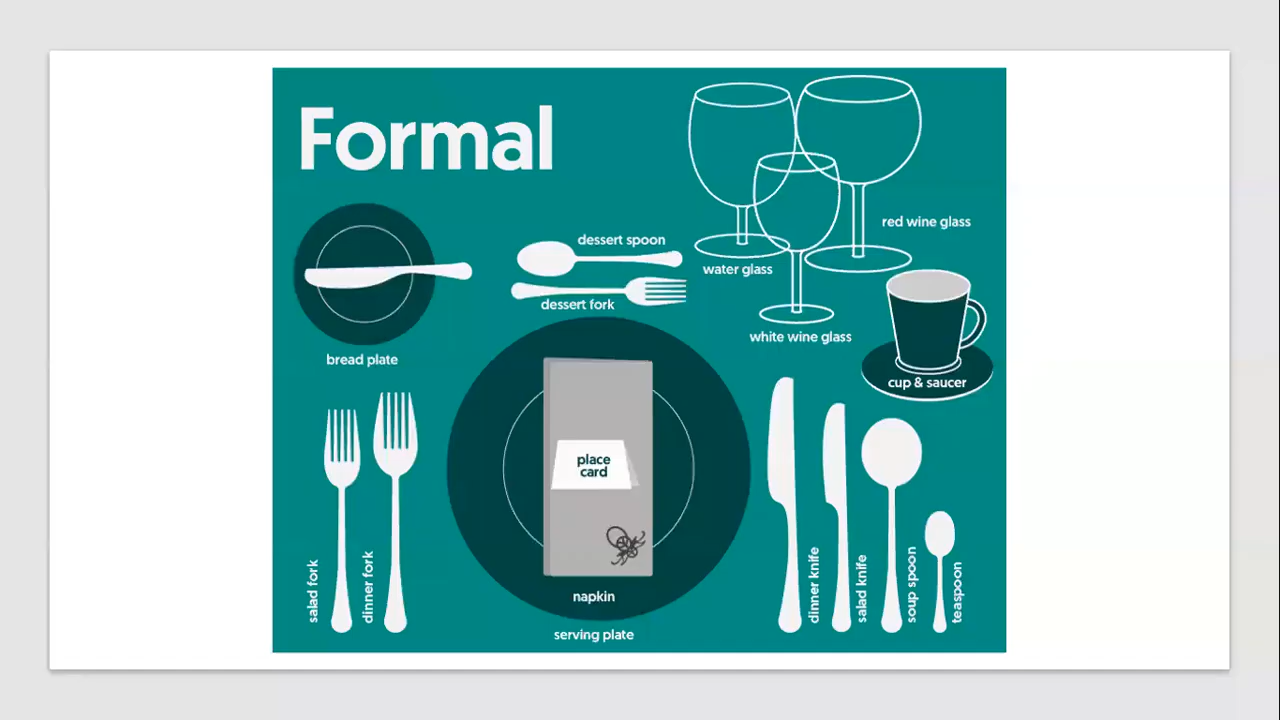 Formal
dessert spoon
dessert fork
red wine glass
water glass
white wine glass
bread plate
cup & saucer
place
card
salad fork
dinner fork
dinner knife
salad knife
soup spoon
teaspoon
napkin
serving plate